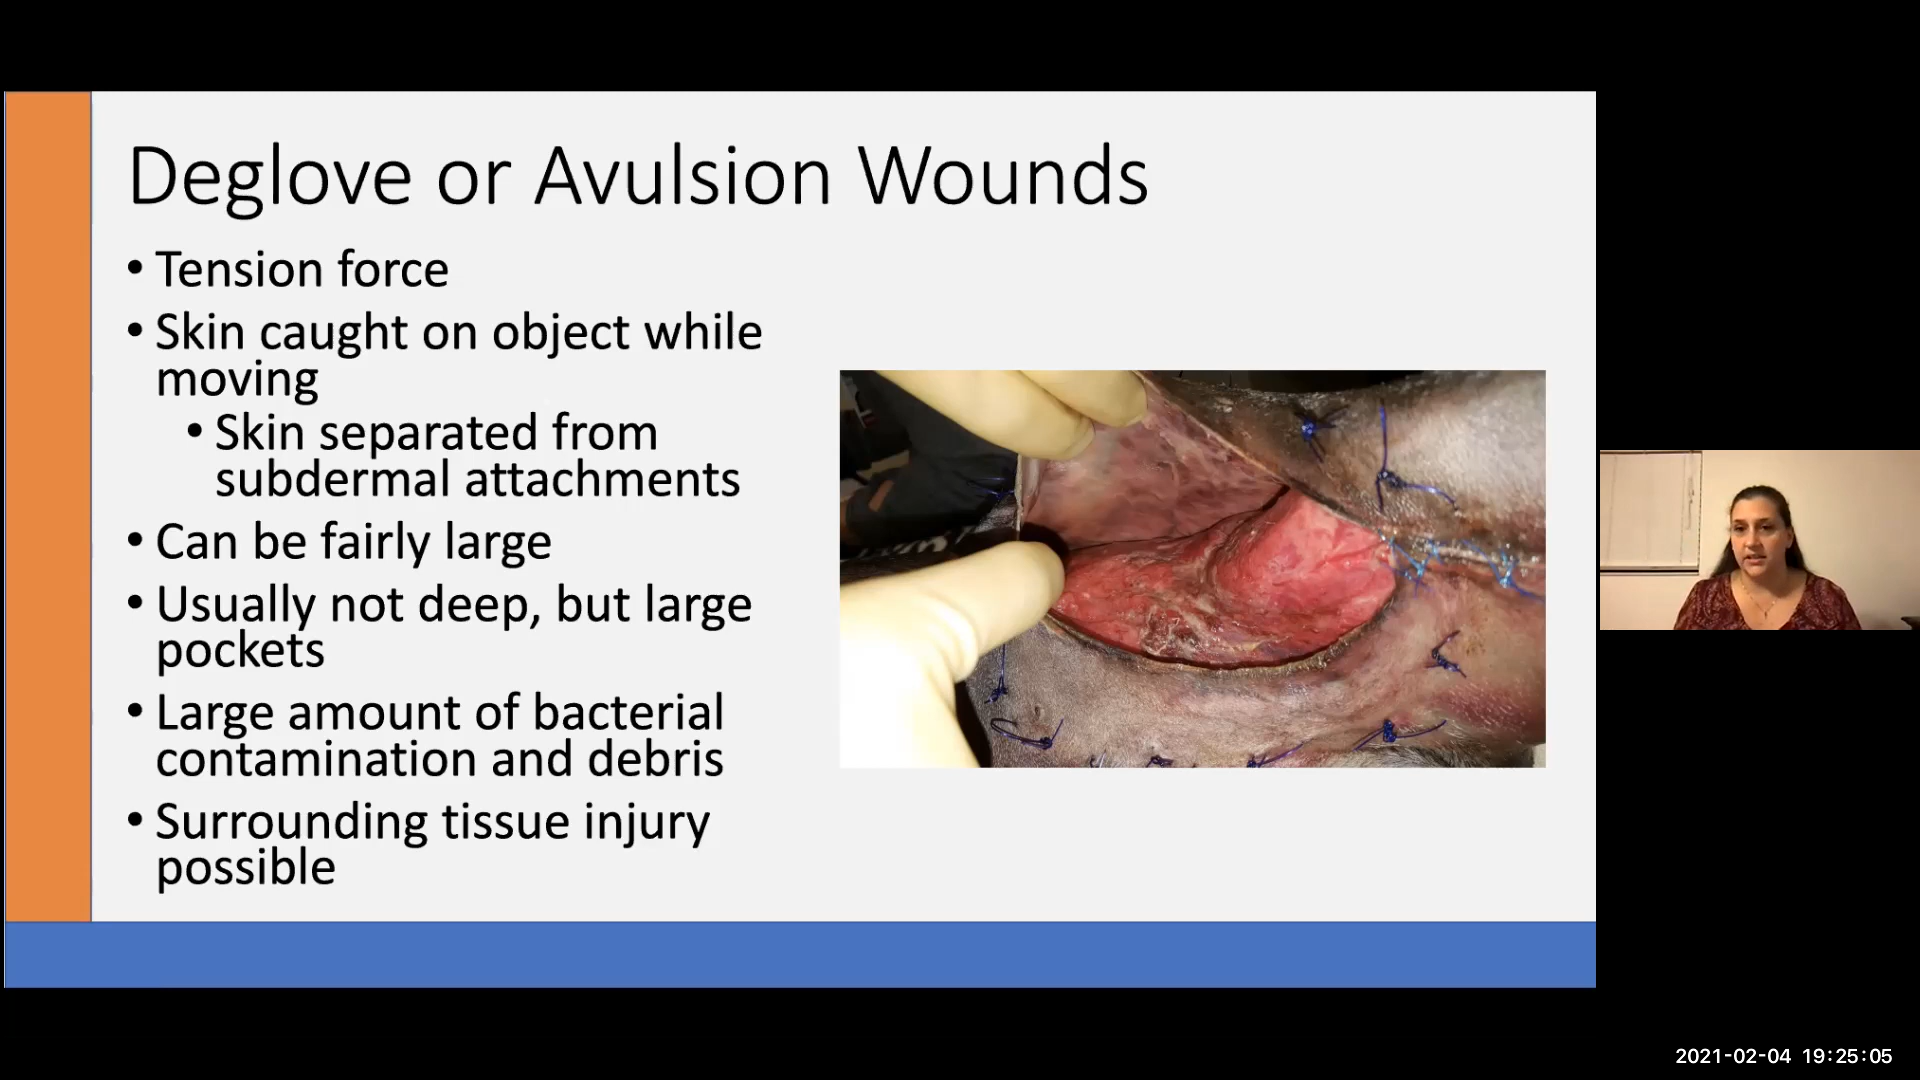 Deglove or Avulsion Wounds
• Tension force
• Skin caught on object while
moving
• Skin separated from
subdermal attachments
• Can be fairly large
• Usually not deep, but large
pockets
• Large amount of bacterial
contamination and debris
• Surrounding tissue injury
possible
2021-02-04 19:25:05